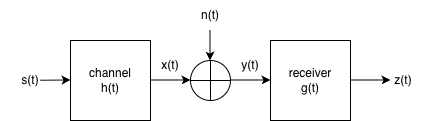 n(t)
s(t)
channel
h(t)
x(t)
y(t)
receiver
g(t)
z(t)